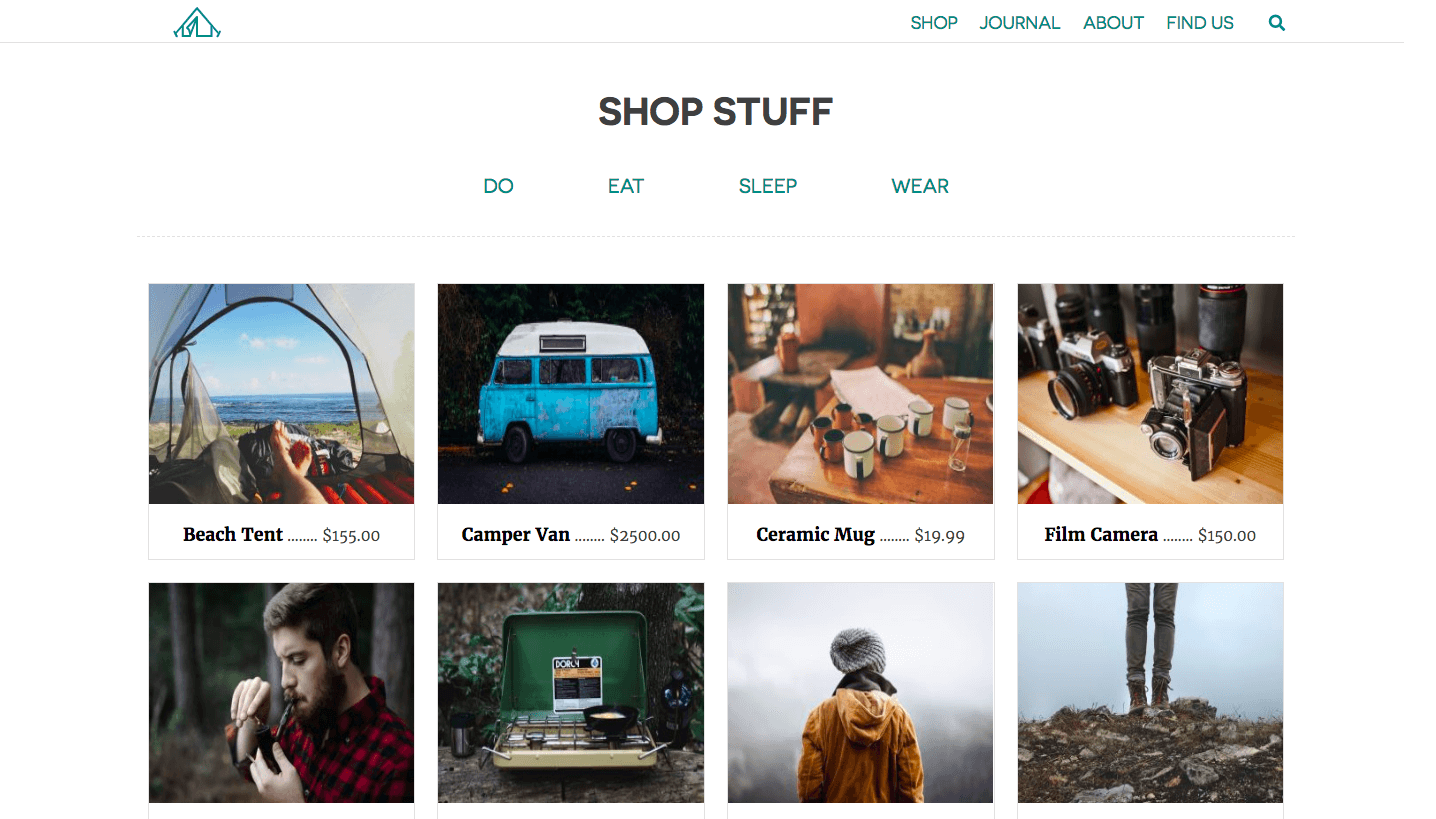 SHOP JOURNAL ABOUT FIND US
SHOP STUFF
DO EAT SLEEP WEAR
Beach Tent ........ $155.00
Camper Van ........ $2500.00
Ceramic Mug ........ $19.99
Film Camera ........ $150.00